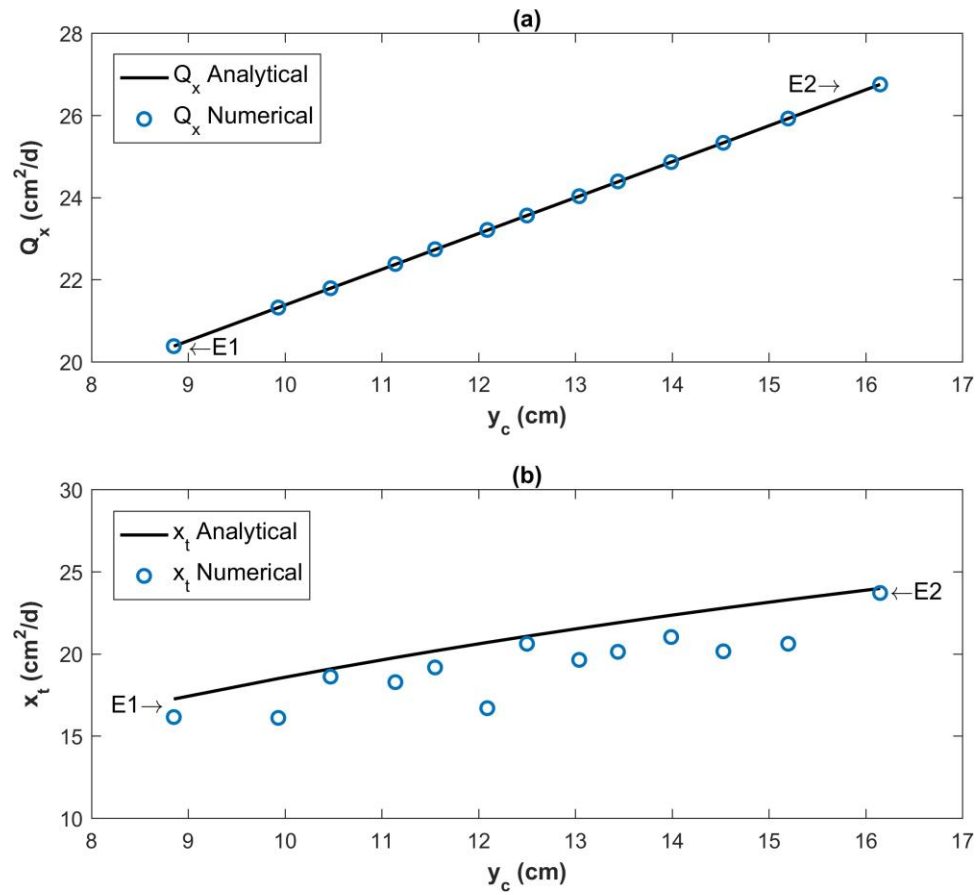 (a)
28
26
24
22
20
Q_x (cm²/d)
Q_x Analytical
Q_x Numerical
E2→
←E1
8 9 10 11 12 13 14 15 16 17
y_c (cm)
(b)
30
25
20
15
10
x_t (cm²/d)
x_t Analytical
x_t Numerical
E1→
←E2
8 9 10 11 12 13 14 15 16 17
y_c (cm)